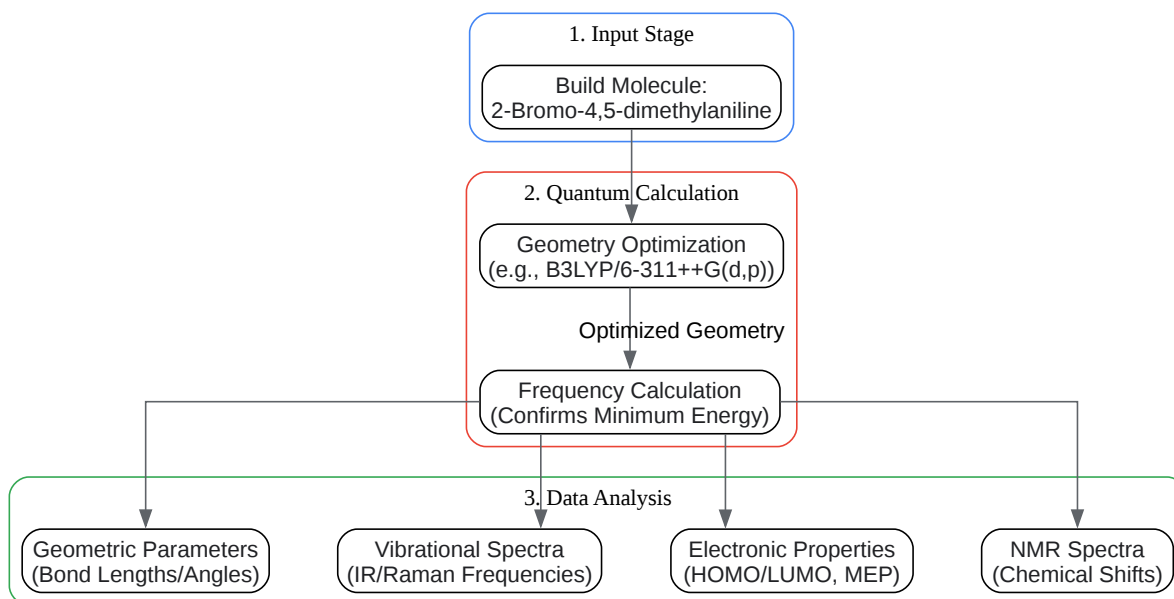 1. Input Stage
Build Molecule:
2-Bromo-4,5-dimethylaniline
2. Quantum Calculation
Geometry Optimization
(e.g., B3LYP/6-311++G(d,p))
Optimized Geometry
Frequency Calculation
(Confirms Minimum Energy)
3. Data Analysis
Geometric Parameters
(Bond Lengths/Angles)
Vibrational Spectra
(IR/Raman Frequencies)
Electronic Properties
(HOMO/LUMO, MEP)
NMR Spectra
(Chemical Shifts)